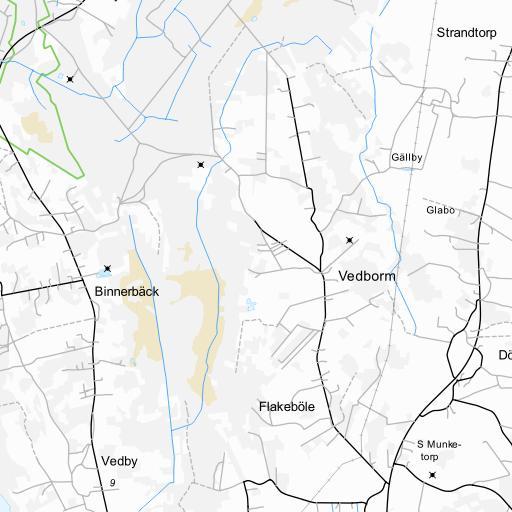 Strandtorp
Gällby
Glabo
Vedborm
Binnerbäck
Dö
Flakeböle
S Munke-
torp
Vedby
9